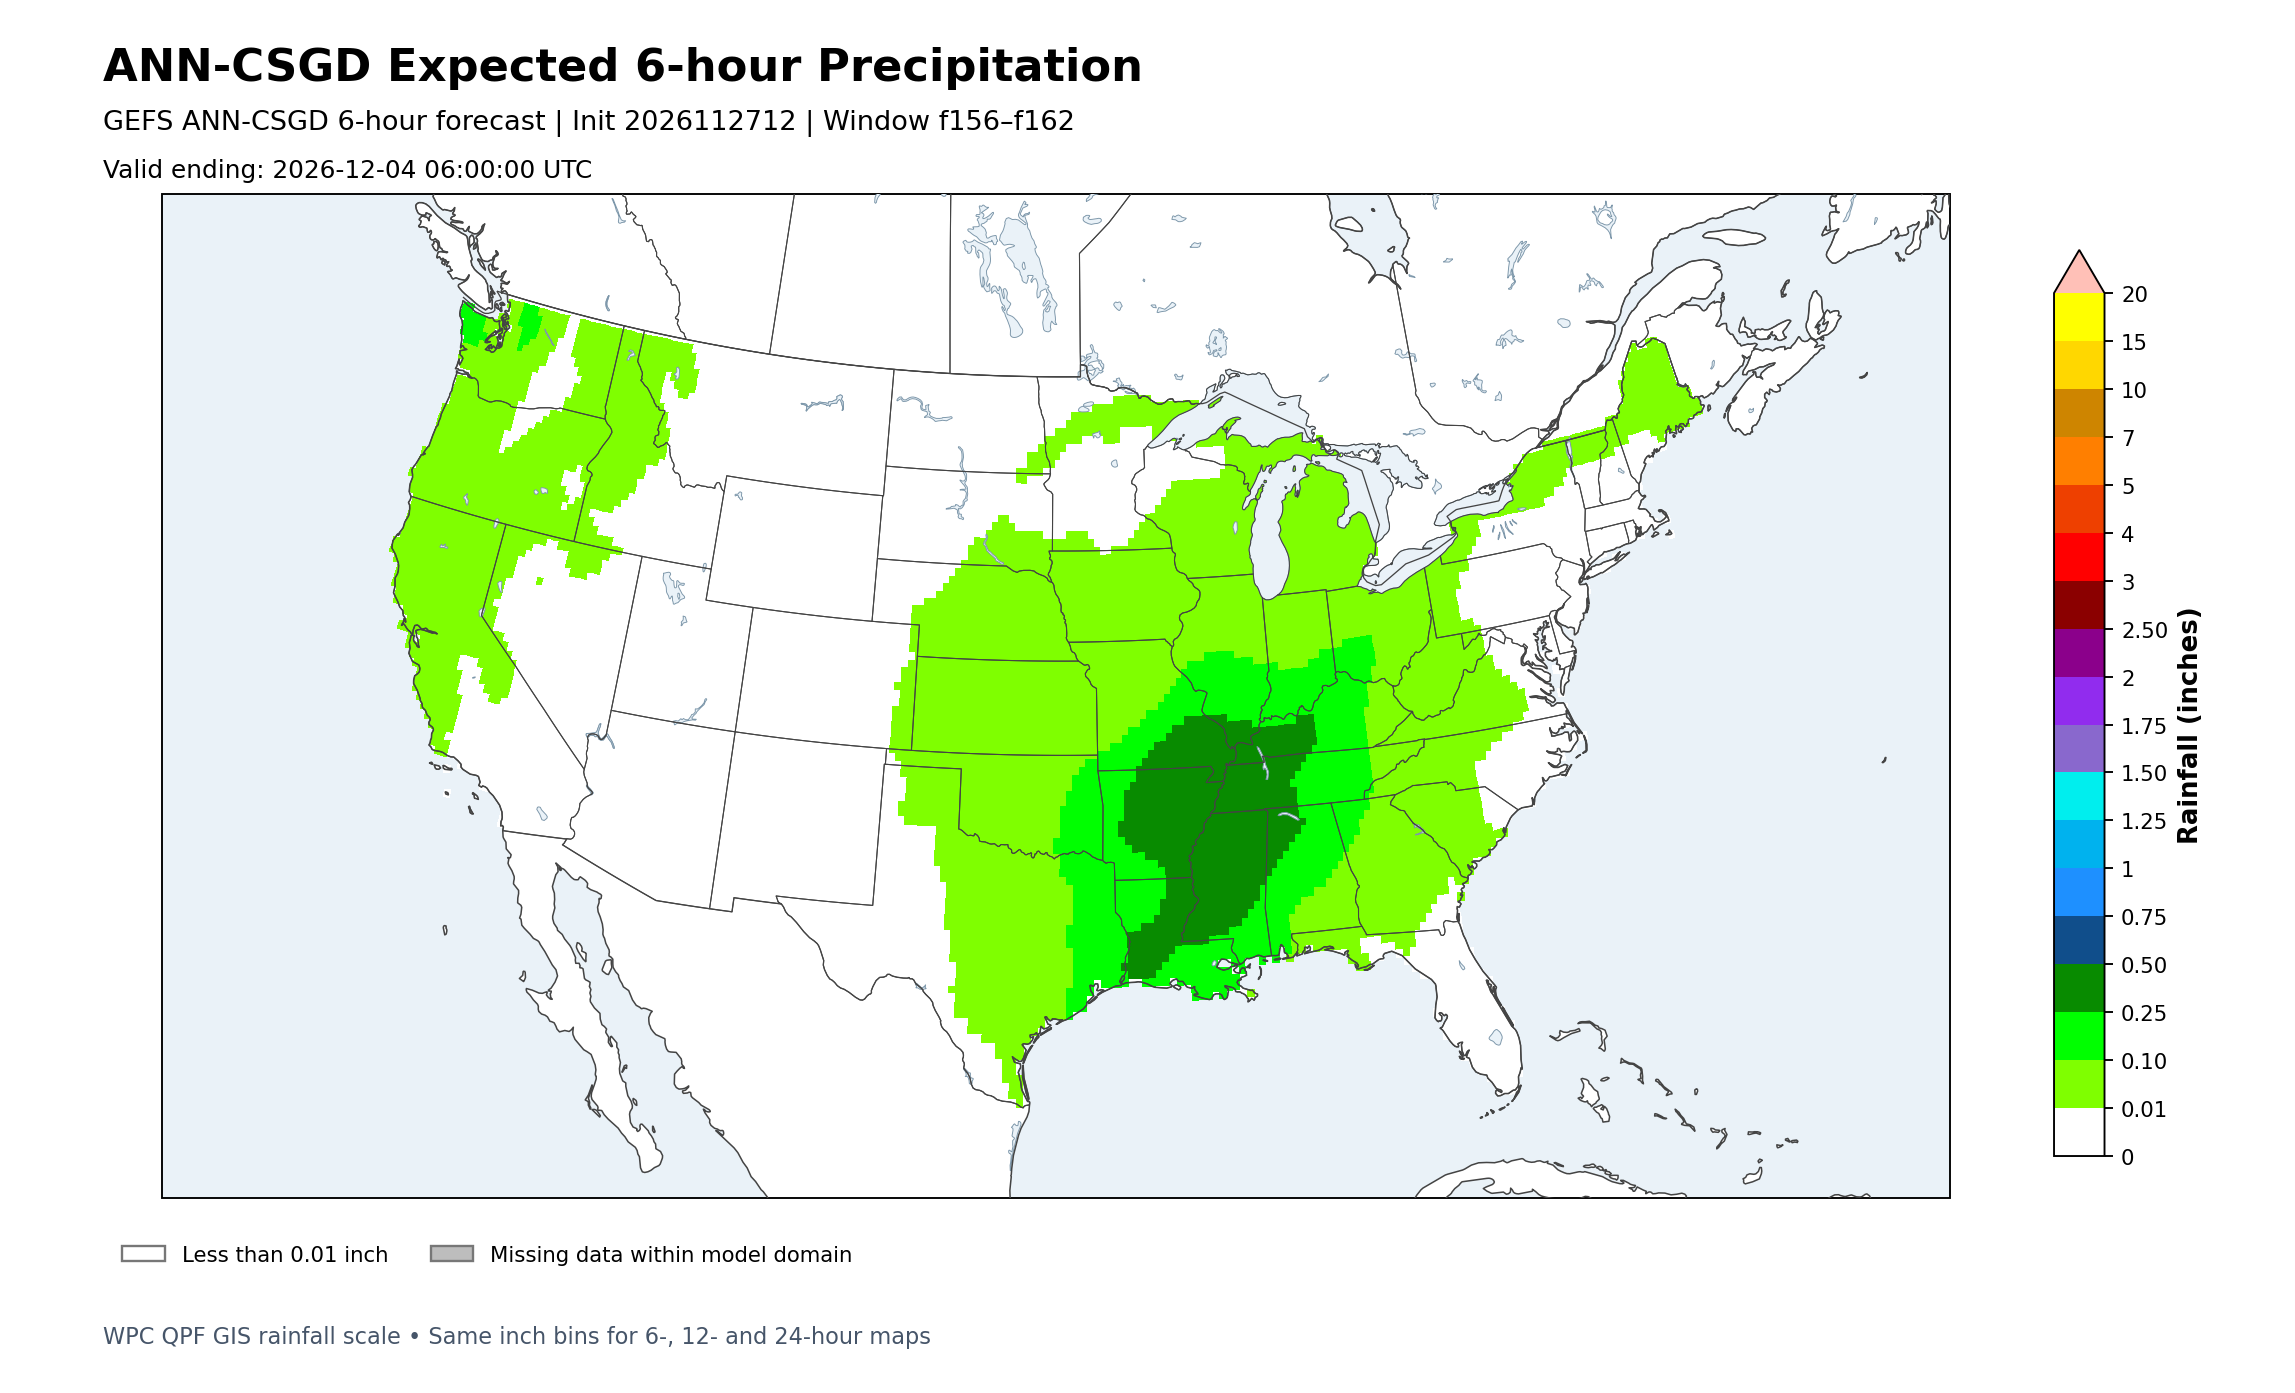 ANN-CSGD Expected 6-hour Precipitation
GEFS ANN-CSGD 6-hour forecast | Init 2026112712 | Window f156–f162
Valid ending: 2026-12-04 06:00:00 UTC
20
15
10
7
5
4
3
2.50
2
1.75
1.50
1.25
1
0.75
0.50
0.25
0.10
0.01
0
Rainfall (inches)
Less than 0.01 inch
Missing data within model domain
WPC QPF GIS rainfall scale • Same inch bins for 6-, 12- and 24-hour maps